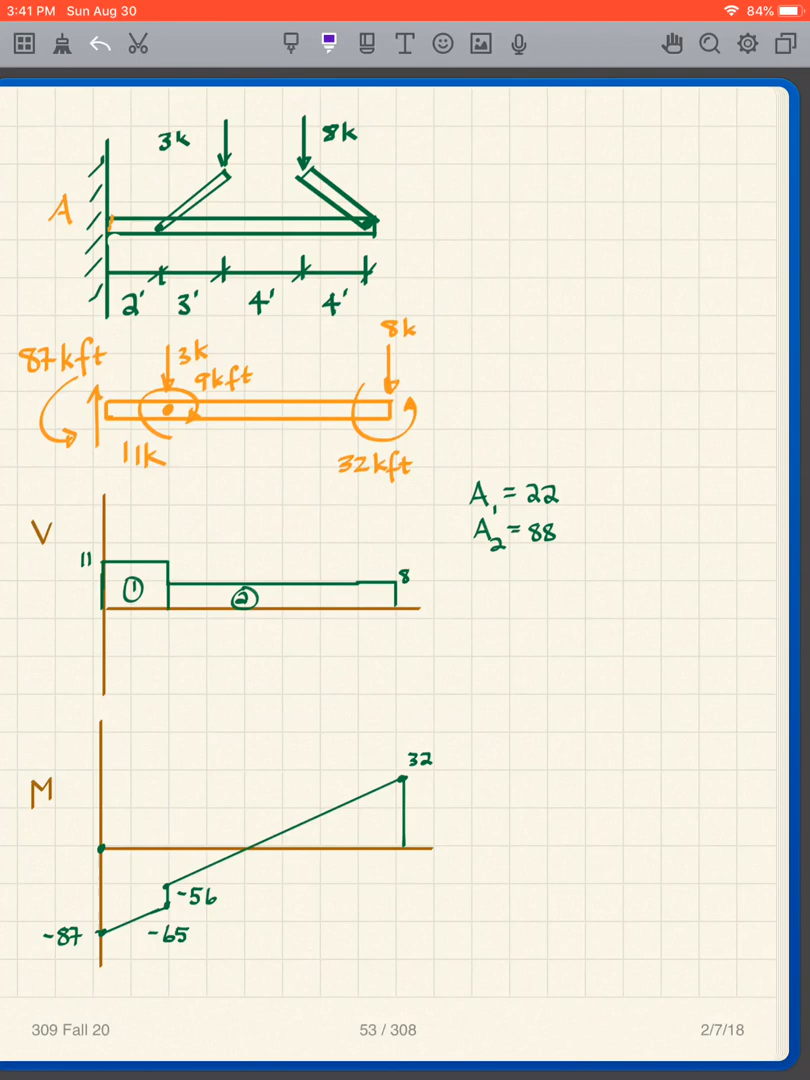 3:41 PM Sun Aug 30
84%
T
3k
8k
A
2' 3' 4' 4'
8k
87kft
3k
9kft
11k
32kft
A₁ = 22
V
A₂ = 88
11
8
①
②
32
M
-56
-87
-65
309 Fall 20
53 / 308
2/7/18